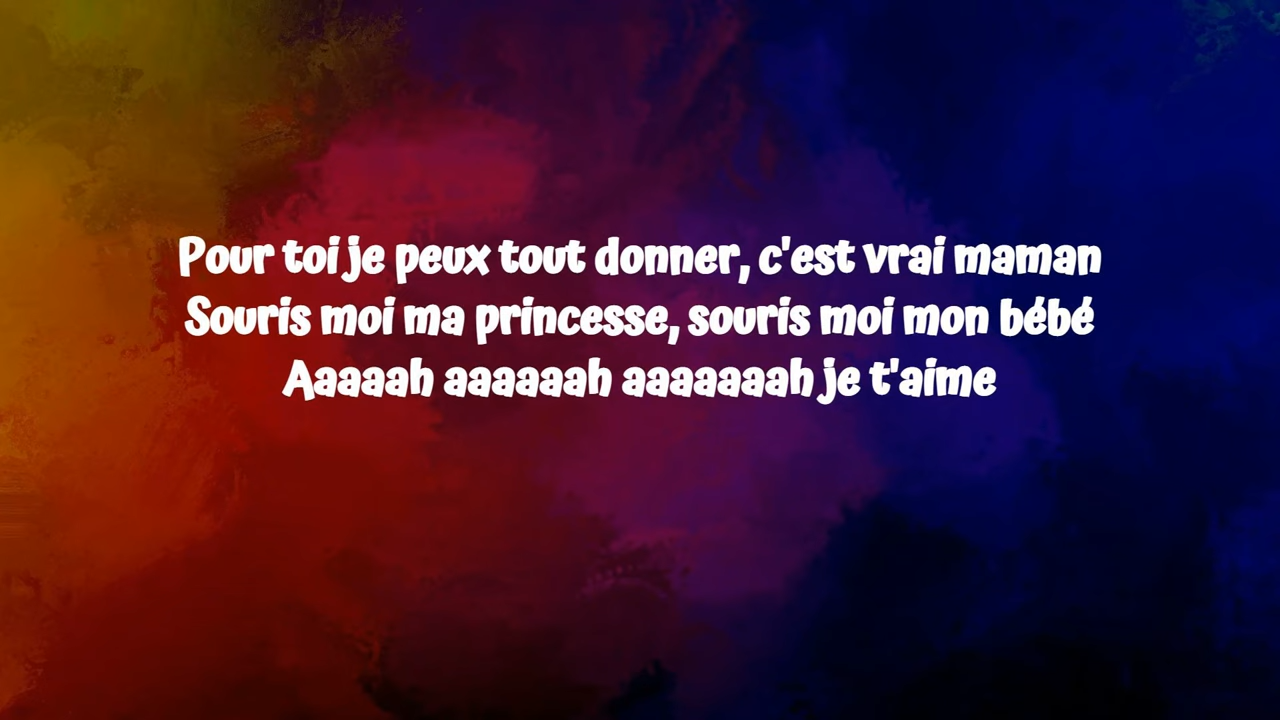 Pour toi je peux tout donner, c'est vrai maman
Souris moi ma princesse, souris moi mon bébé
Aaaaah aaaaaah aaaaaaah je t'aime